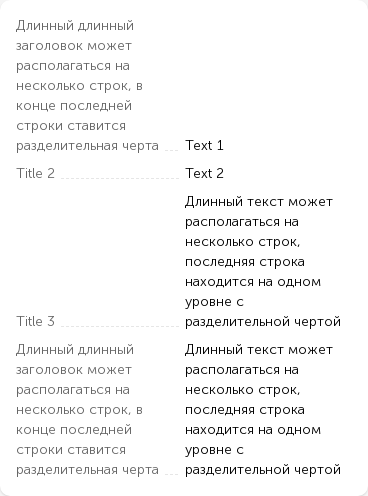 Длинный длинный
заголовок может
располагаться на
несколько строк, в
конце последней
строки ставится
разделительная черта
Text 1
Title 2
Text 2
Title 3
Длинный текст может
располагаться на
несколько строк,
последняя строка
находится на одном
уровне с
разделительной чертой
Длинный длинный
заголовок может
располагаться на
несколько строк, в
конце последней
строки ставится
разделительная черта
Длинный текст может
располагаться на
несколько строк,
последняя строка
находится на одном
уровне с
разделительной чертой